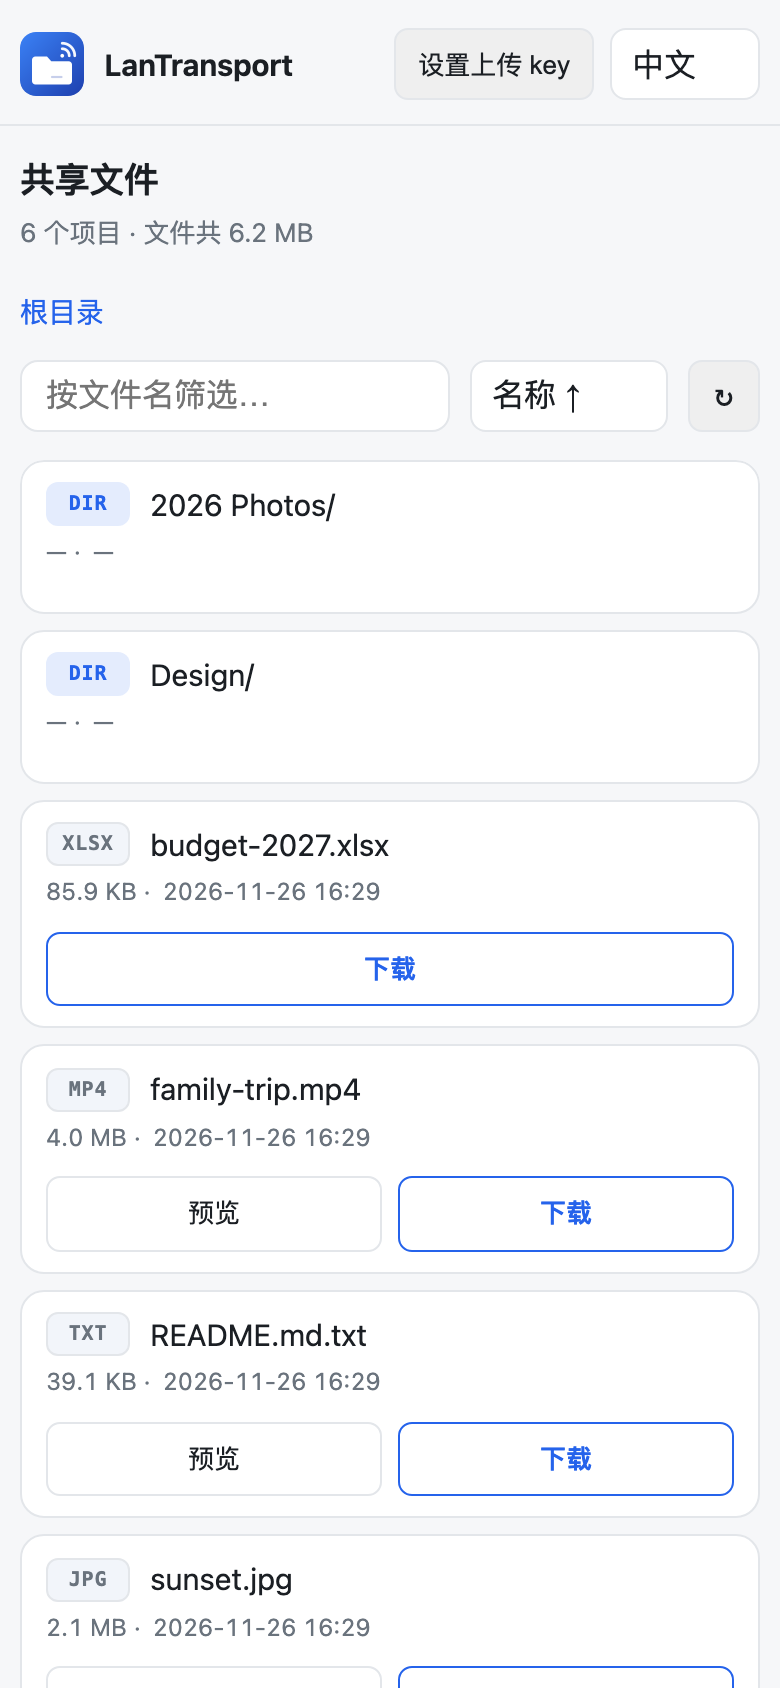 LanTransport
设置上传 key
中文
共享文件
6 个项目 · 文件共 6.2 MB
根目录
按文件名筛选…
名称 ↑
↻
DIR 2026 Photos/
— · —
DIR Design/
— · —
XLSX budget-2027.xlsx
85.9 KB · 2026-11-26 16:29
下载
MP4 family-trip.mp4
4.0 MB · 2026-11-26 16:29
预览 下载
TXT README.md.txt
39.1 KB · 2026-11-26 16:29
预览 下载
JPG sunset.jpg
2.1 MB · 2026-11-26 16:29